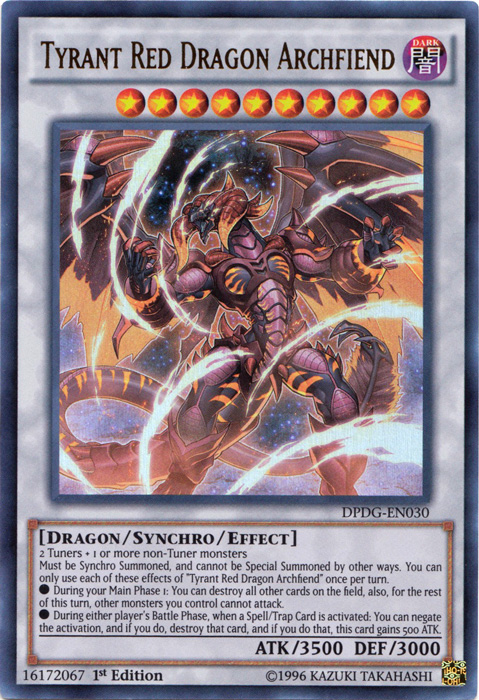 TYRANT RED DRAGON ARCHFIEND
DARK
闇
DPDG-EN030
[DRAGON/SYNCHRO/EFFECT]
2 Tuners + 1 or more non-Tuner monsters
Must be Synchro Summoned, and cannot be Special Summoned by other ways. You can
only use each of these effects of "Tyrant Red Dragon Archfiend" once per turn.
● During your Main Phase 1: You can destroy all other cards on the field, also, for the rest
of this turn, other monsters you control cannot attack.
● During either player's Battle Phase, when a Spell/Trap Card is activated: You can negate
the activation, and if you do, destroy that card, and if you do that, this card gains 500 ATK.
ATK/3500 DEF/3000
16172067 1st Edition ©1996 KAZUKI TAKAHASHI